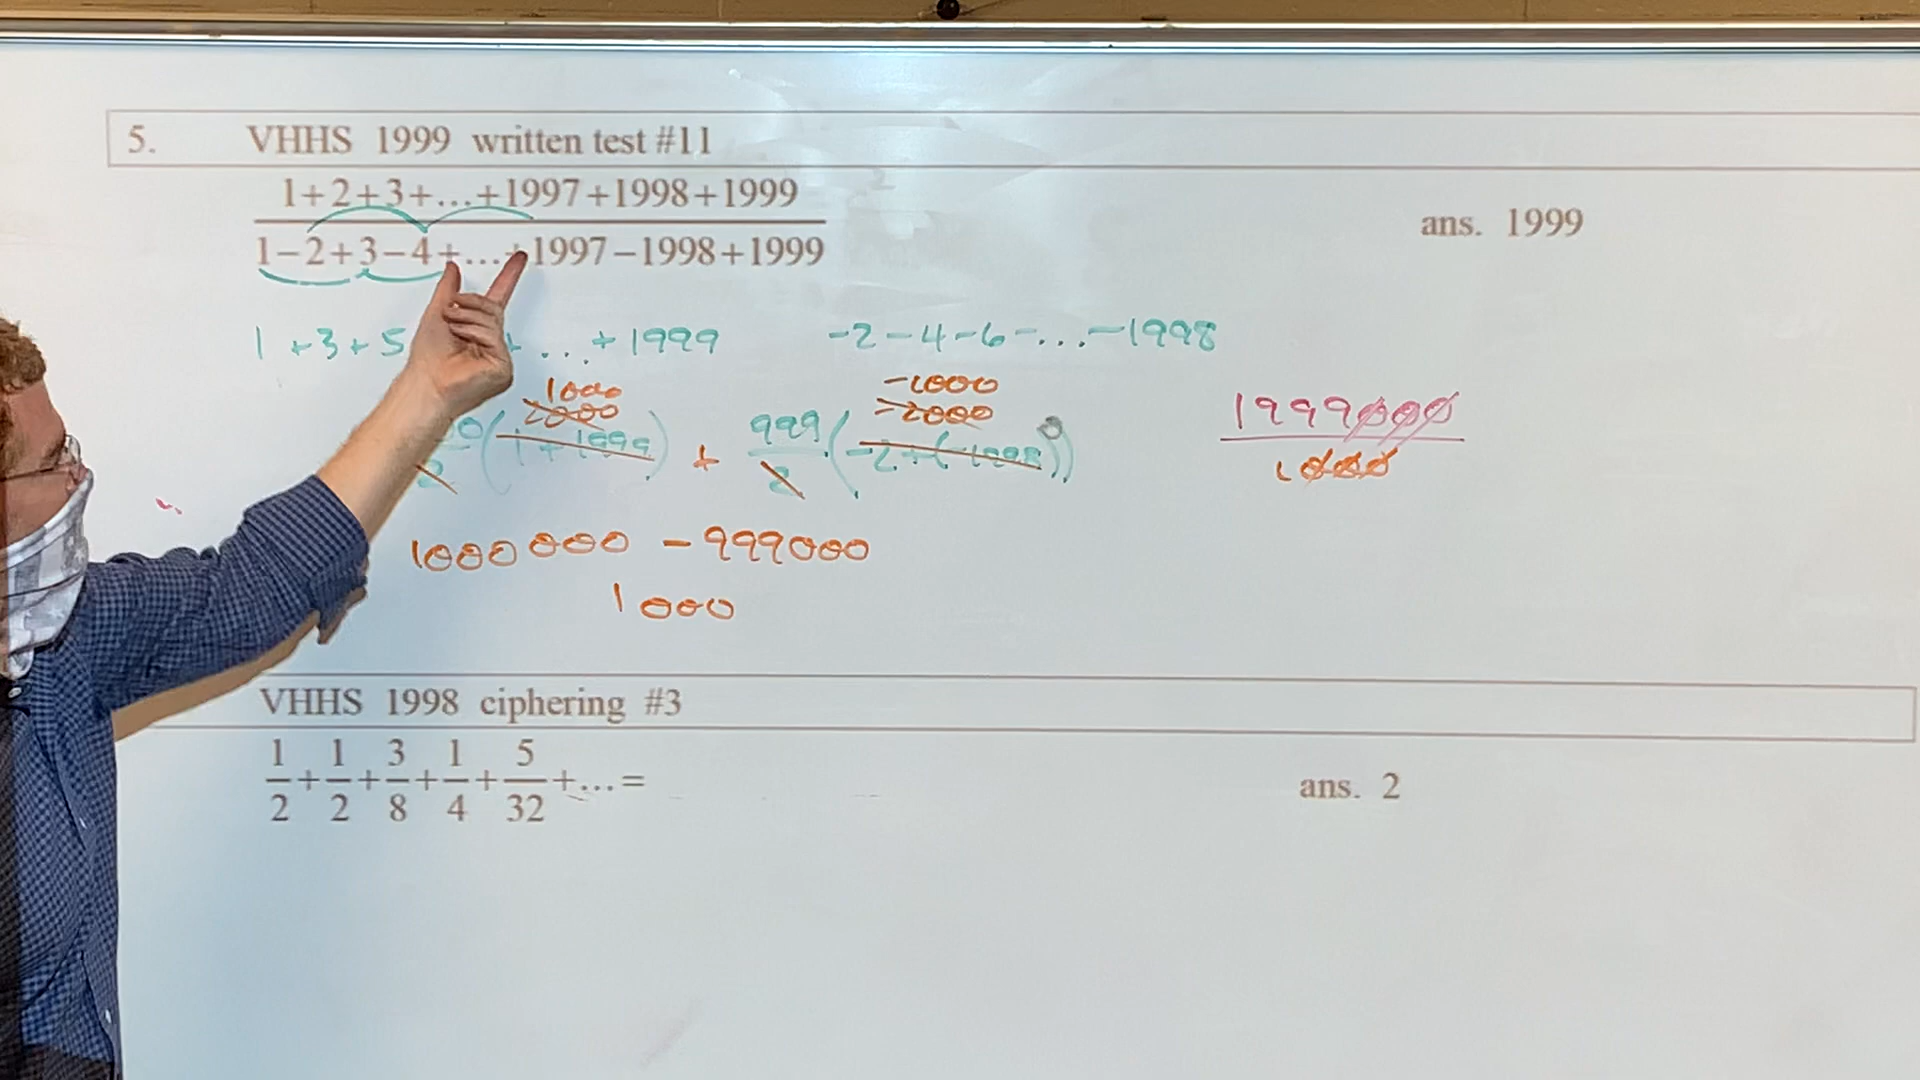 5. VHHS 1999 written test #11
1+2+3+...+1997+1998+1999
1−2+3−4+...+1997−1998+1999
ans. 1999
1+3+5 + ... + 1999 -2-4-6-...-1998
1000 -1000
2000 -2000
0/2 (1+1999) + 999/2 (-2+(-1998))
1999000
1000
1000 000 - 999000
1000
VHHS 1998 ciphering #3
1/2+1/2+3/8+1/4+5/32+...=
ans. 2